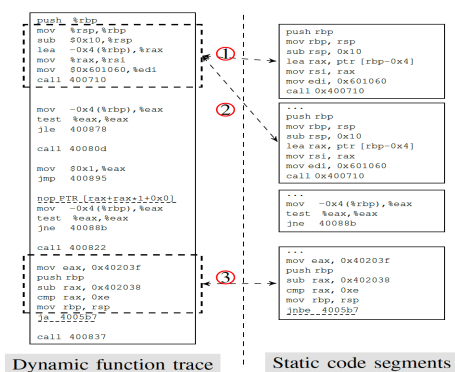 push %rbp
mov %rsp,%rbp
sub $0x10,%rsp
lea -0x4(%rbp),%rax
mov %rax,%rsi
mov $0x601060,%edi
call 400710
mov -0x4(%rbp),%eax
test %eax,%eax
jle 400878
call 40080d
mov $0x1,%eax
jmp 400895
nop PTR [rax+rax*1+0x0]
mov -0x4(%rbp),%eax
test %eax,%eax
jne 40088b
call 400822
mov eax, 0x40203f
push rbp
sub rax, 0x402038
cmp rax, 0xe
mov rbp, rsp
ja 4005b7
call 400837
Dynamic function trace
1
2
3
push rbp
mov rbp, rsp
sub rsp, 0x10
lea rax, ptr [rbp-0x4]
mov rsi, rax
mov edi, 0x601060
call 0x400710
...
push rbp
mov rbp, rsp
sub rsp, 0x10
lea rax, ptr [rbp-0x4]
mov rsi, rax
mov edi, 0x601060
call 0x400710
...
mov -0x4(%rbp),%eax
test %eax,%eax
jne 40088b
...
mov eax, 0x40203f
push rbp
sub rax, 0x402038
cmp rax, 0xe
mov rbp, rsp
jnbe 4005b7
Static code segments